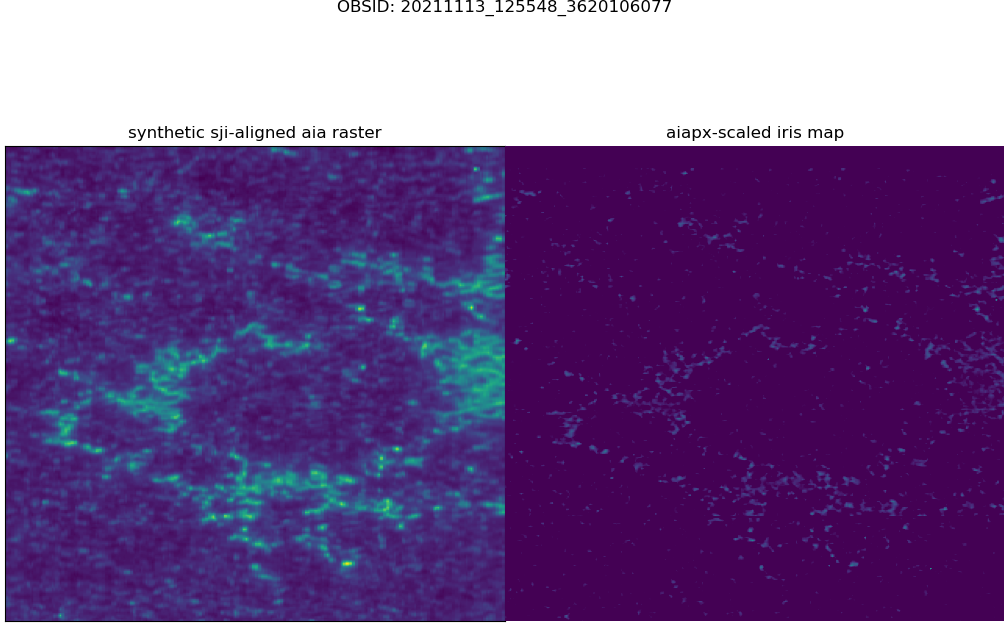 OBSID: 20211113_125548_3620106077
synthetic sji-aligned aia raster
aiapx-scaled iris map